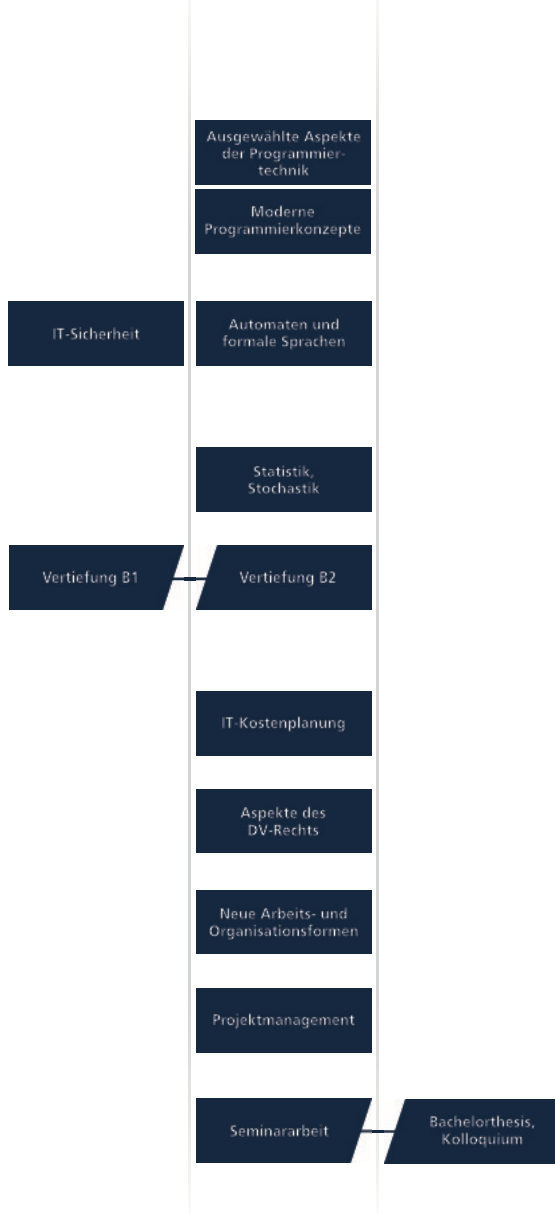 Ausgewählte Aspekte
der Programmier-
technik
Moderne
Programmierkonzepte
IT-Sicherheit
Automaten und
formale Sprachen
Statistik,
Stochastik
Vertiefung B1
Vertiefung B2
IT-Kostenplanung
Aspekte des
DV-Rechts
Neue Arbeits- und
Organisationsformen
Projektmanagement
Seminararbeit
Bachelorthesis,
Kolloquium